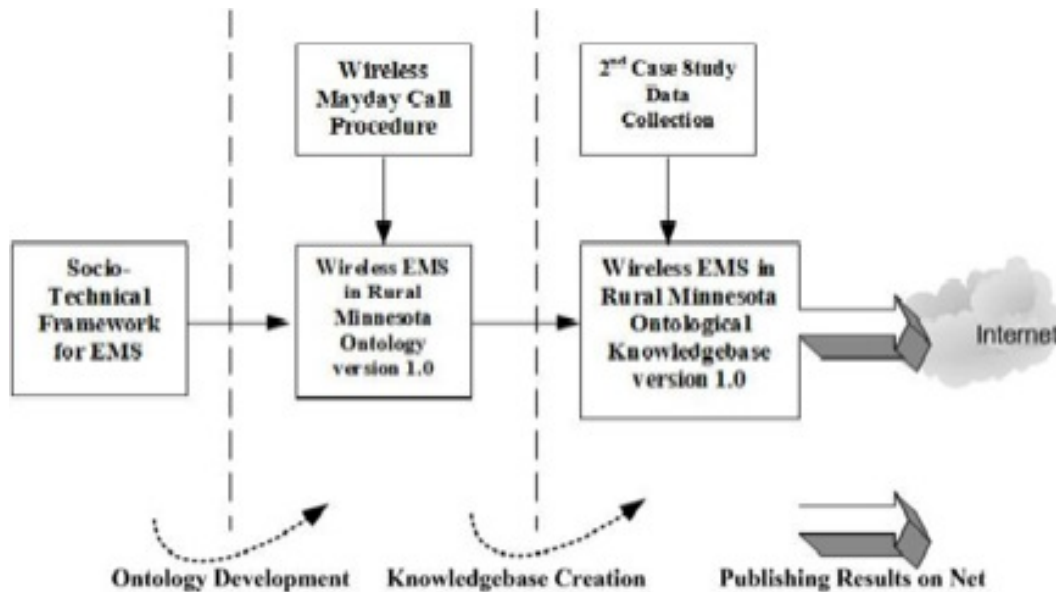 Wireless
Mayday Call
Procedure
2nd Case Study
Data
Collection
Socio-
Technical
Framework
for EMS
Wireless EMS
in Rural
Minnesota
Ontology
version 1.0
Wireless EMS in
Rural Minnesota
Ontological
Knowledgebase
version 1.0
Internet
Ontology Development
Knowledgebase Creation
Publishing Results on Net